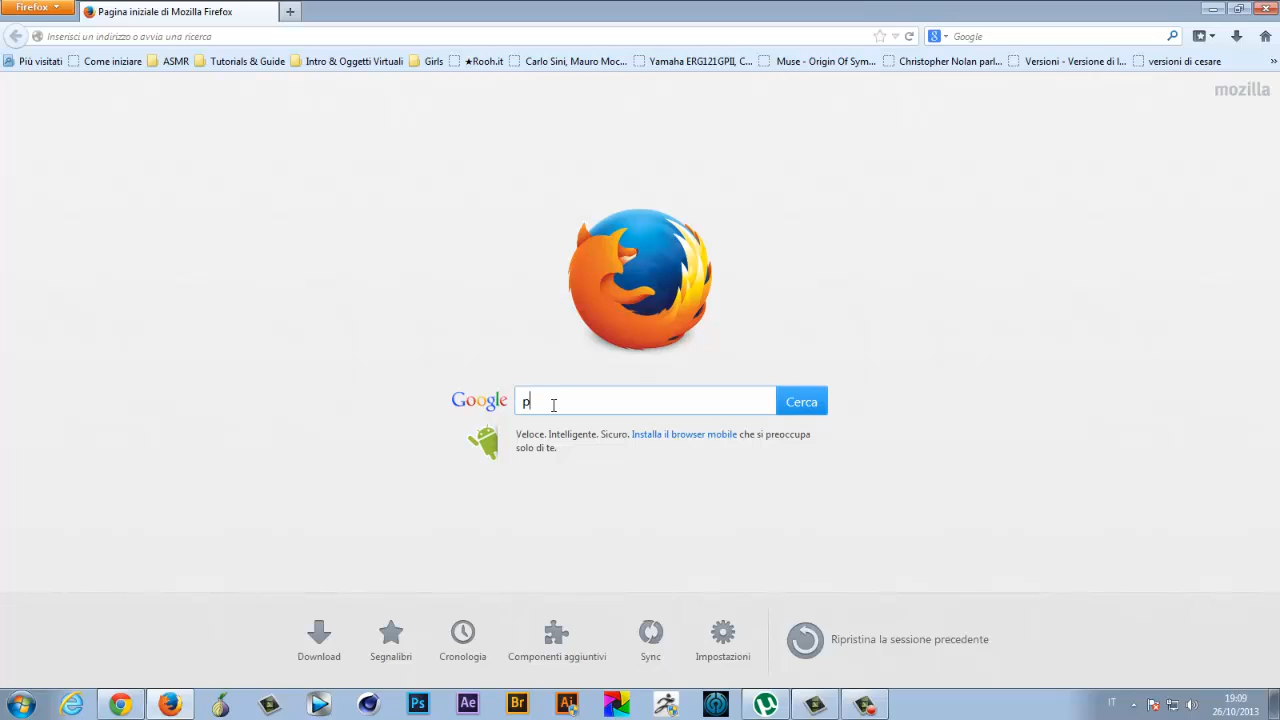 Firefox
Pagina iniziale di Mozilla Firefox
Inserisci un indirizzo o avvia una ricerca
Google
Più visitati
Come iniziare
ASMR
Tutorials & Guide
Intro & Oggetti Virtuali
Girls
★Rooh.it
Carlo Sini, Mauro Moc...
Yamaha ERG121GPII, C...
Muse - Origin Of Sym...
Christopher Nolan parl...
Versioni - Versione di l...
versioni di cesare
»
mozilla
Google
p
Cerca
Veloce. Intelligente. Sicuro. Installa il browser mobile che si preoccupa
solo di te.
Download
Segnalibri
Cronologia
Componenti aggiuntivi
Sync
Impostazioni
Ripristina la sessione precedente
Ps
Ae
Br
Ai
IT
19:09
26/10/2013